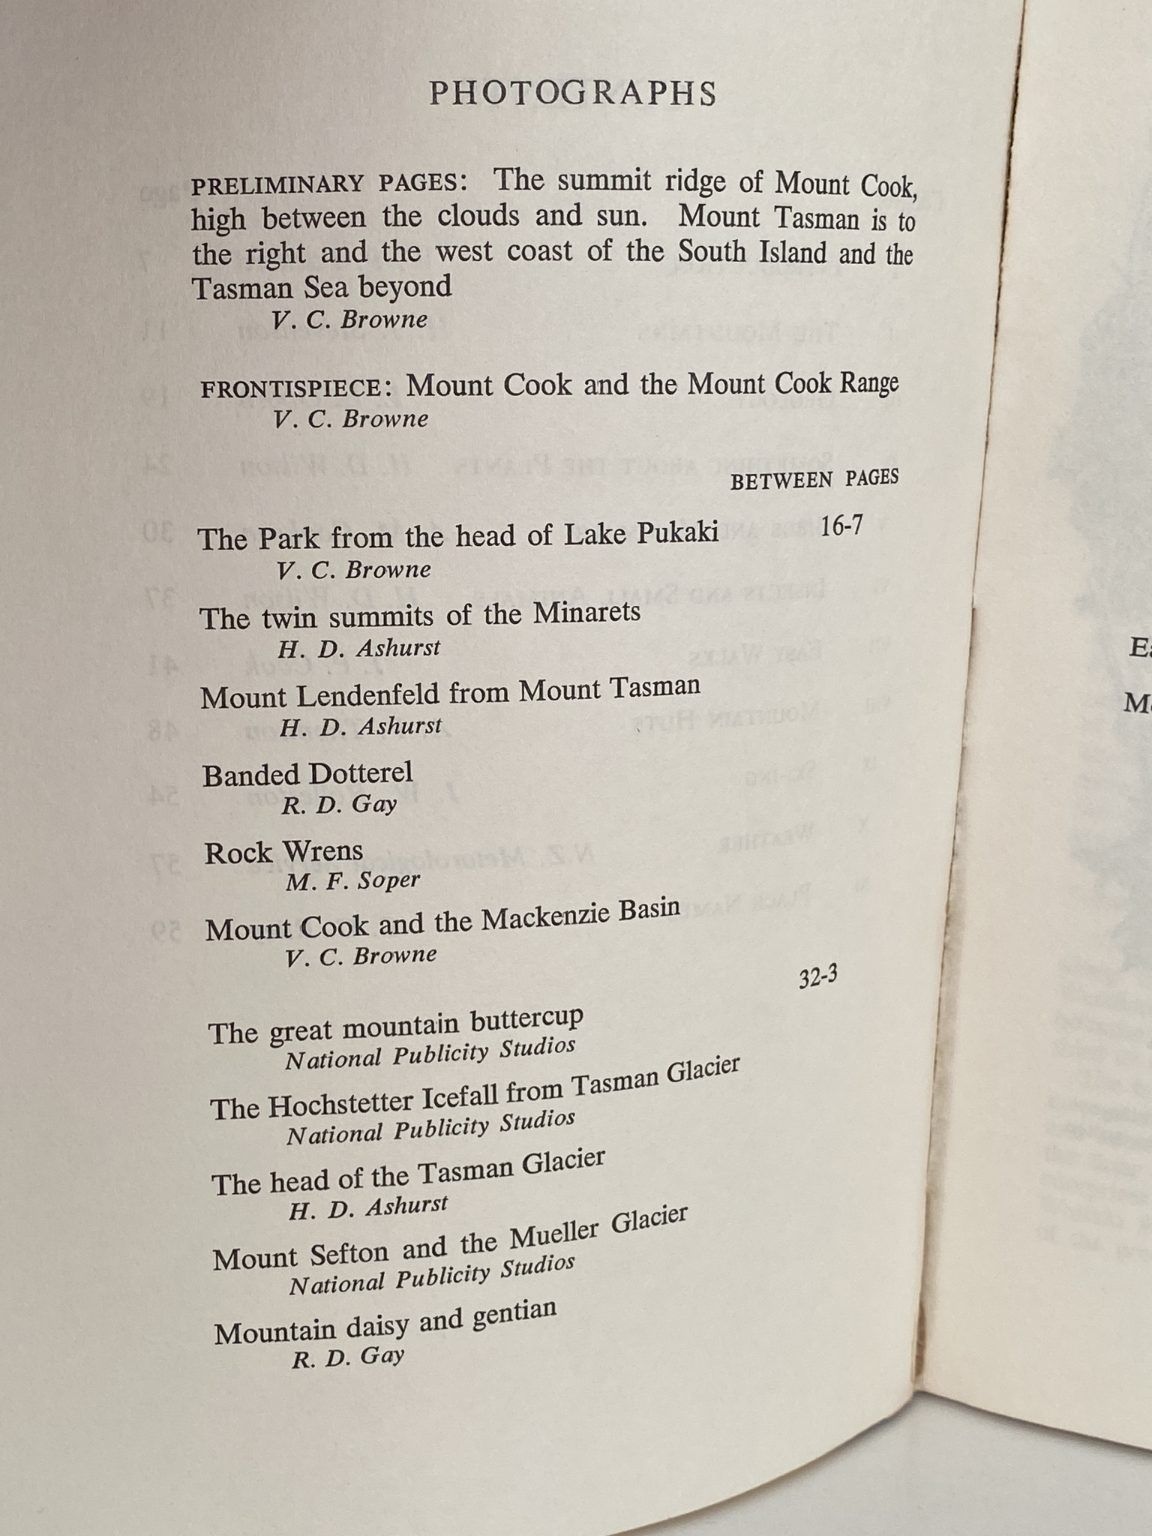 PHOTOGRAPHS
PRELIMINARY PAGES: The summit ridge of Mount Cook,
high between the clouds and sun. Mount Tasman is to
the right and the west coast of the South Island and the
Tasman Sea beyond
V. C. Browne
FRONTISPIECE: Mount Cook and the Mount Cook Range
V. C. Browne
BETWEEN PAGES
The Park from the head of Lake Pukaki 16-7
V. C. Browne
The twin summits of the Minarets
H. D. Ashurst
Mount Lendenfeld from Mount Tasman
H. D. Ashurst
Banded Dotterel
R. D. Gay
Rock Wrens
M. F. Soper
Mount Cook and the Mackenzie Basin
V. C. Browne
32-3
The great mountain buttercup
National Publicity Studios
The Hochstetter Icefall from Tasman Glacier
National Publicity Studios
The head of the Tasman Glacier
H. D. Ashurst
Mount Sefton and the Mueller Glacier
National Publicity Studios
Mountain daisy and gentian
R. D. Gay